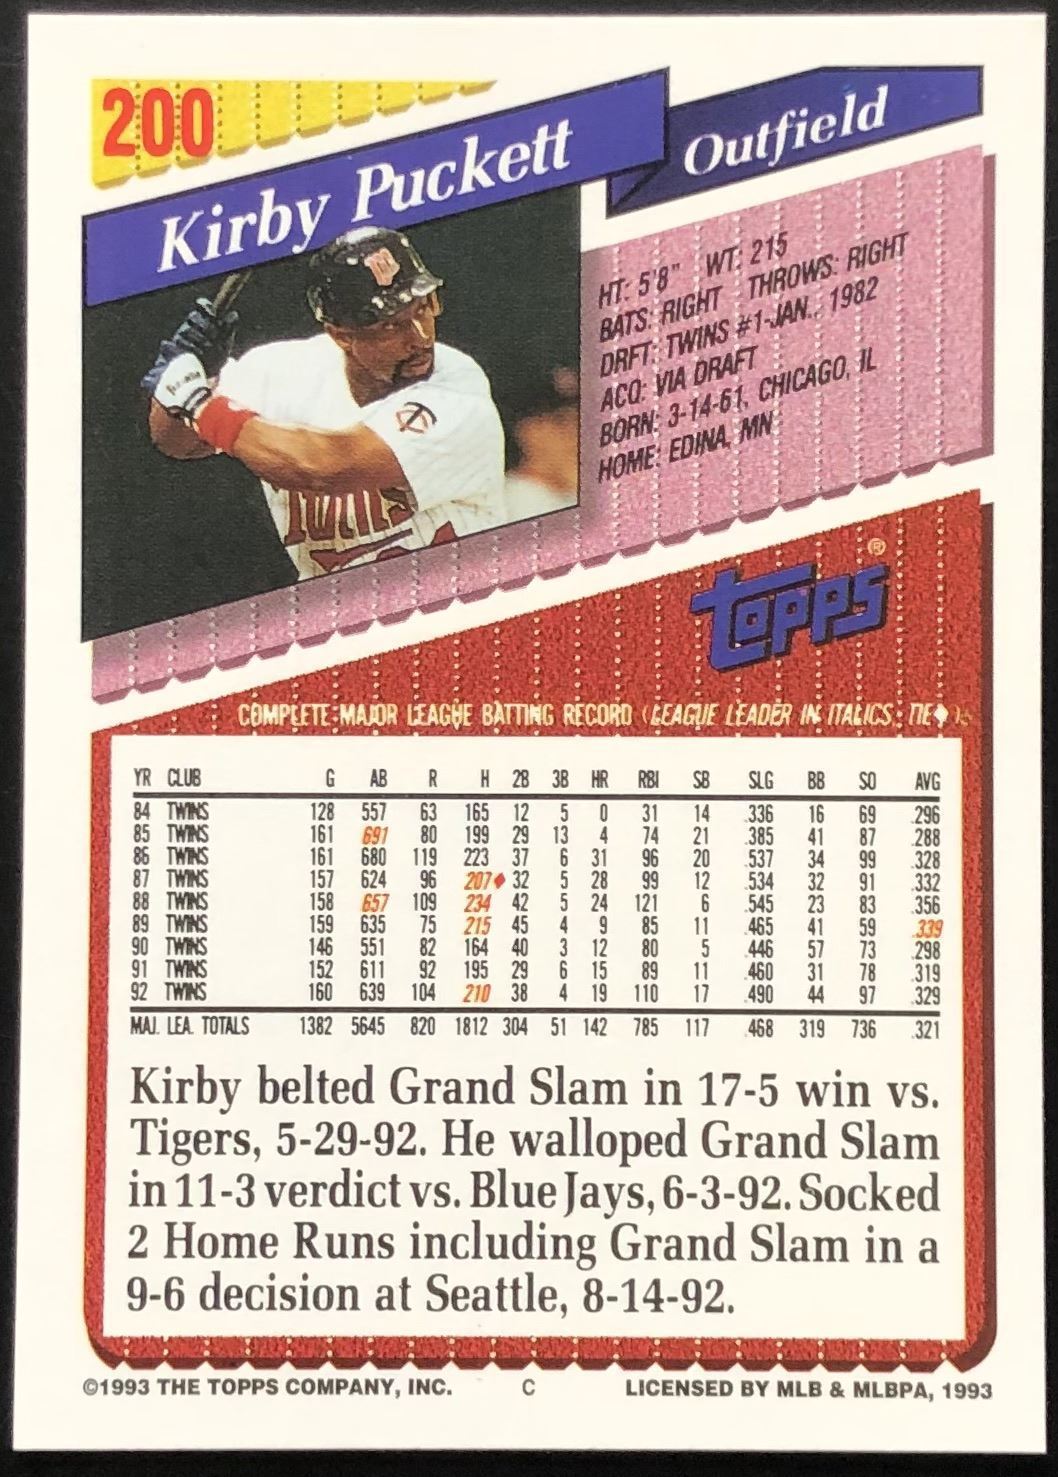 200
Kirby Puckett
Outfield
HT: 5'8" WT: 215
BATS: RIGHT THROWS: RIGHT
DRFT: TWINS #1-JAN., 1982
ACQ: VIA DRAFT
BORN: 3-14-61, CHICAGO, IL
HOME: EDINA, MN
TWINS
topps®
COMPLETE MAJOR LEAGUE BATTING RECORD (LEAGUE LEADER IN ITALICS, TIE♦)
YR CLUB G AB R H 2B 3B HR RBI SB SLG BB SO AVG
84 TWINS 128 557 63 165 12 5 0 31 14 .336 16 69 .296
85 TWINS 161 691 80 199 29 13 4 74 21 .385 41 87 .288
86 TWINS 161 680 119 223 37 6 31 96 20 .537 34 99 .328
87 TWINS 157 624 96 207♦ 32 5 28 99 12 .534 32 91 .332
88 TWINS 158 657 109 234 42 5 24 121 6 .545 23 83 .356
89 TWINS 159 635 75 215 45 4 9 85 11 .465 41 59 .339
90 TWINS 146 551 82 164 40 3 12 80 5 .446 57 73 .298
91 TWINS 152 611 92 195 29 6 15 89 11 .460 31 78 .319
92 TWINS 160 639 104 210 38 4 19 110 17 .490 44 97 .329
MAJ. LEA. TOTALS 1382 5645 820 1812 304 51 142 785 117 .468 319 736 .321
Kirby belted Grand Slam in 17-5 win vs.
Tigers, 5-29-92. He walloped Grand Slam
in 11-3 verdict vs. Blue Jays, 6-3-92. Socked
2 Home Runs including Grand Slam in a
9-6 decision at Seattle, 8-14-92.
©1993 THE TOPPS COMPANY, INC. C LICENSED BY MLB & MLBPA, 1993